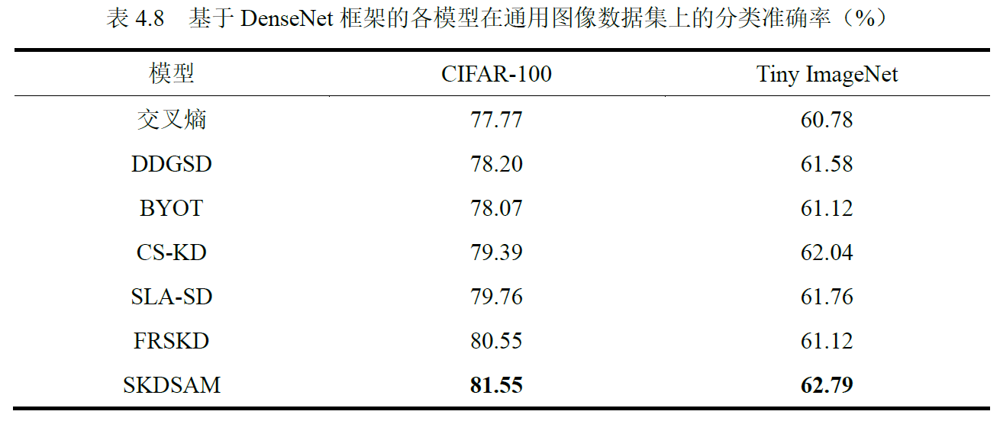 表 4.8 基于 DenseNet 框架的各模型在通用图像数据集上的分类准确率（%）
模型 CIFAR-100 Tiny ImageNet
交叉熵 77.77 60.78
DDGSD 78.20 61.58
BYOT 78.07 61.12
CS-KD 79.39 62.04
SLA-SD 79.76 61.76
FRSKD 80.55 61.12
SKDSAM 81.55 62.79